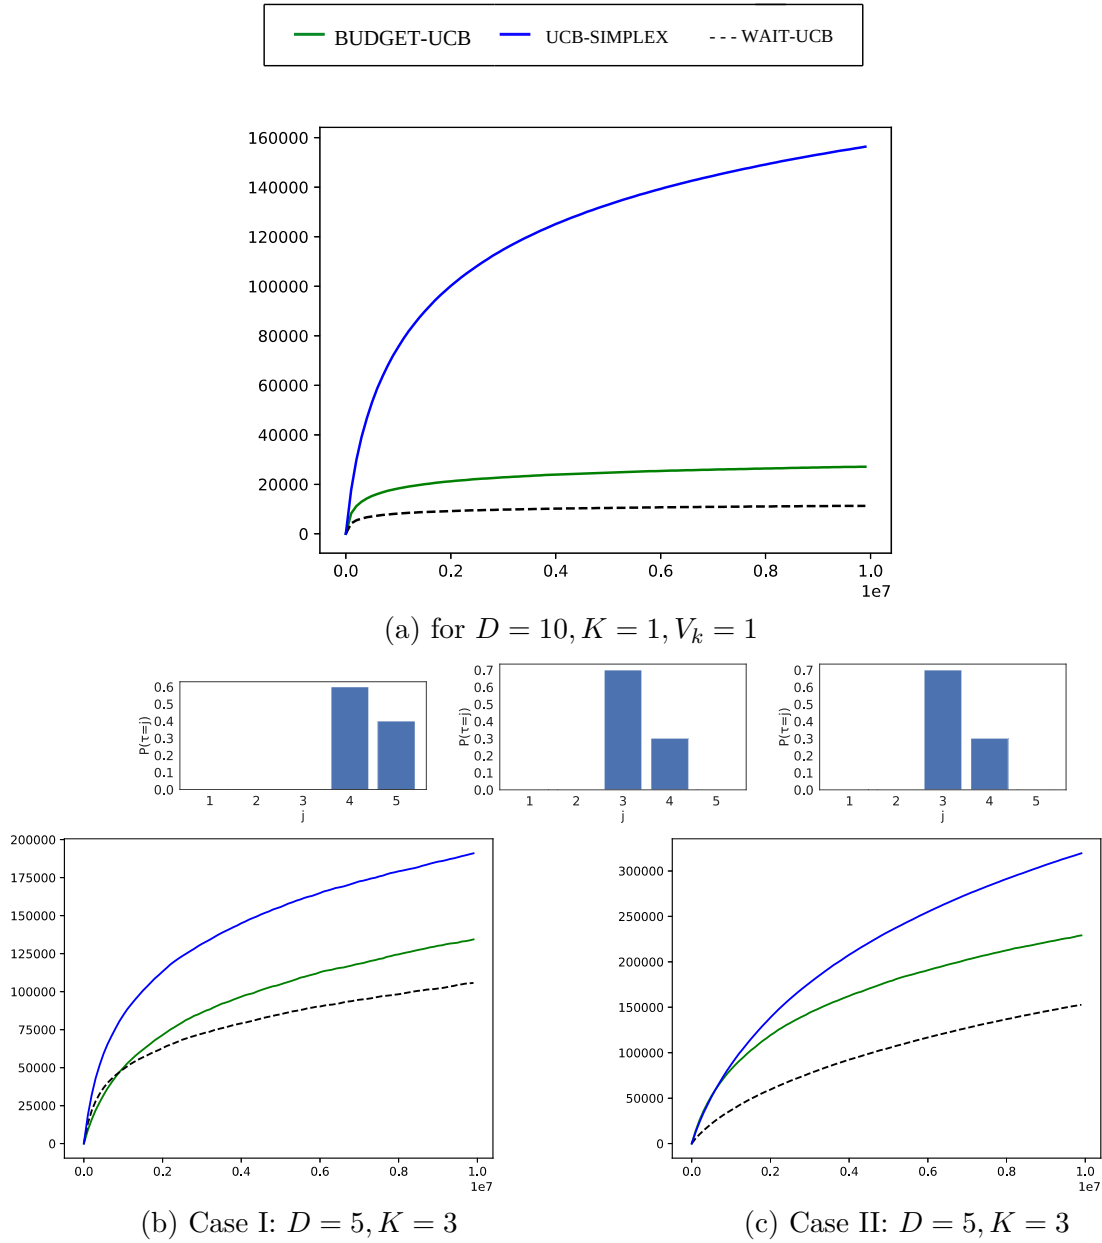 BUDGET-UCB UCB-SIMPLEX WAIT-UCB
160000
140000
120000
100000
80000
60000
40000
20000
0
0.0 0.2 0.4 0.6 0.8 1.0
1e7
(a) for D = 10, K = 1, V_k = 1
P(τ=j)
0.6
0.5
0.4
0.3
0.2
0.1
0.0
1 2 3 4 5
j
P(τ=j)
0.7
0.6
0.5
0.4
0.3
0.2
0.1
0.0
1 2 3 4 5
j
P(τ=j)
0.7
0.6
0.5
0.4
0.3
0.2
0.1
0.0
1 2 3 4 5
j
200000
175000
150000
125000
100000
75000
50000
25000
0
0.0 0.2 0.4 0.6 0.8 1.0
1e7
(b) Case I: D = 5, K = 3
300000
250000
200000
150000
100000
50000
0
0.0 0.2 0.4 0.6 0.8 1.0
1e7
(c) Case II: D = 5, K = 3